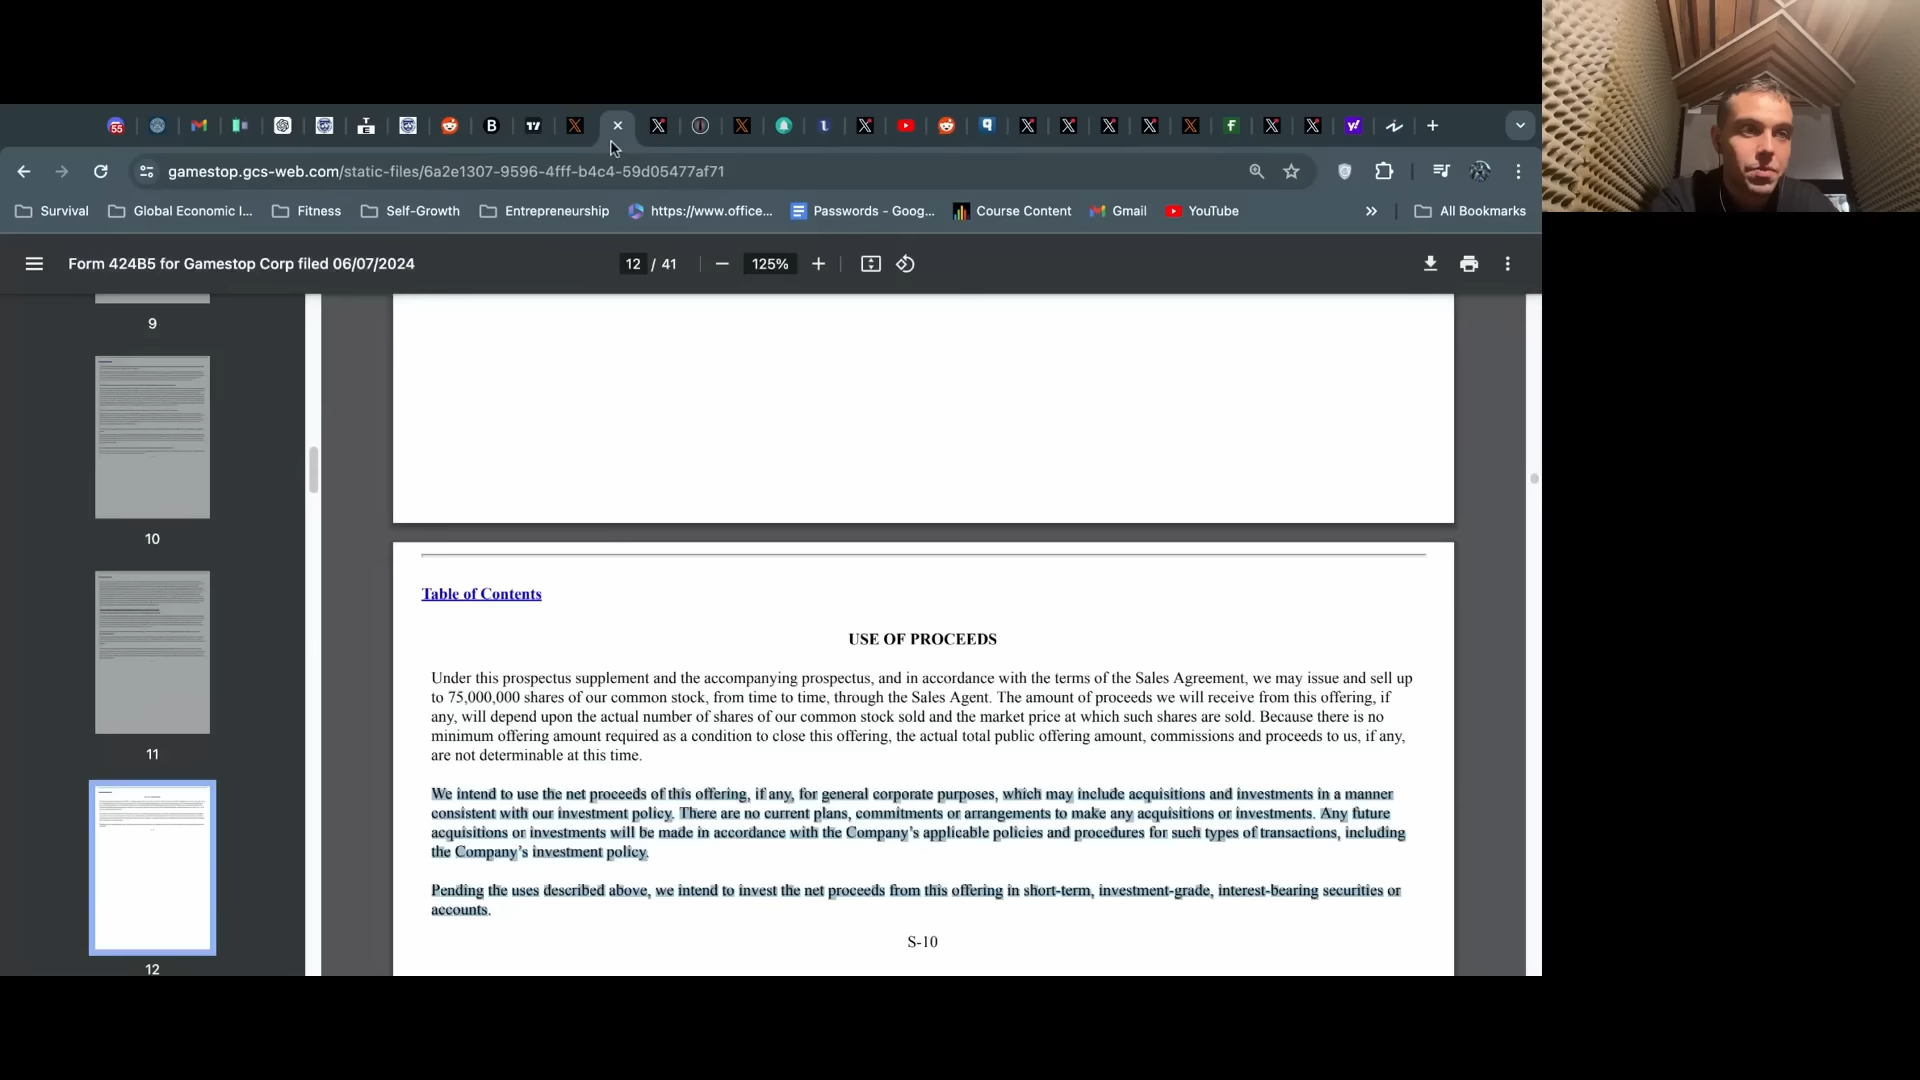 55
gamestop.gcs-web.com/static-files/6a2e1307-9596-4fff-b4c4-59d05477af71
Survival
Global Economic I...
Fitness
Self-Growth
Entrepreneurship
https://www.office...
Passwords - Goog...
Course Content
Gmail
YouTube
All Bookmarks
Form 424B5 for Gamestop Corp filed 06/07/2024
12 / 41
125%
9
10
11
12
Table of Contents
USE OF PROCEEDS
Under this prospectus supplement and the accompanying prospectus, and in accordance with the terms of the Sales Agreement, we may issue and sell up
to 75,000,000 shares of our common stock, from time to time, through the Sales Agent. The amount of proceeds we will receive from this offering, if
any, will depend upon the actual number of shares of our common stock sold and the market price at which such shares are sold. Because there is no
minimum offering amount required as a condition to close this offering, the actual total public offering amount, commissions and proceeds to us, if any,
are not determinable at this time.
We intend to use the net proceeds of this offering, if any, for general corporate purposes, which may include acquisitions and investments in a manner
consistent with our investment policy. There are no current plans, commitments or arrangements to make any acquisitions or investments. Any future
acquisitions or investments will be made in accordance with the Company's applicable policies and procedures for such types of transactions, including
the Company's investment policy.
Pending the uses described above, we intend to invest the net proceeds from this offering in short-term, investment-grade, interest-bearing securities or
accounts.
S-10